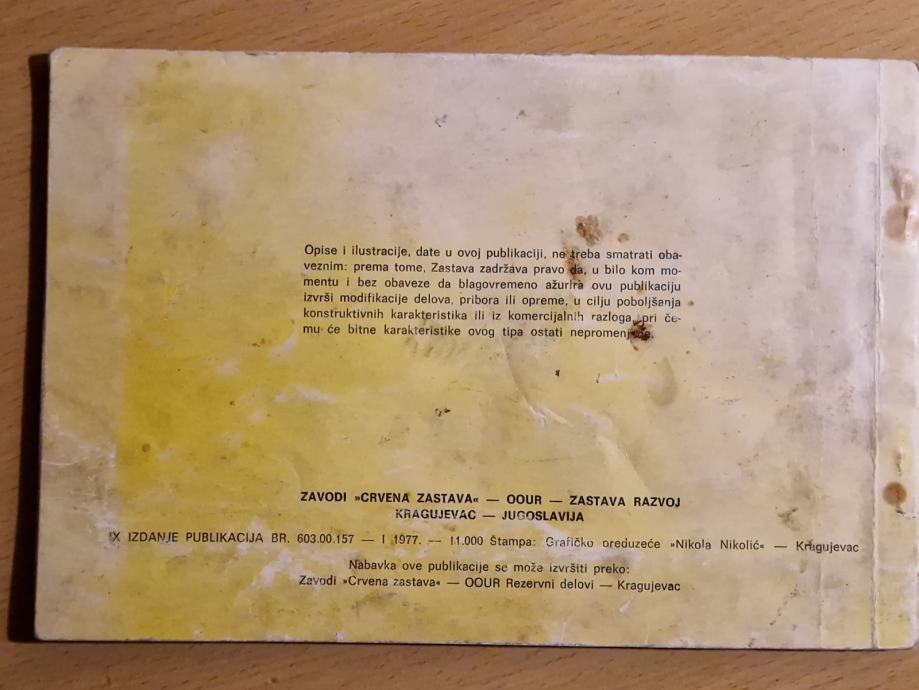 Opise i ilustracije, date u ovoj publikaciji, ne treba smatrati oba-
veznim: prema tome, Zastava zadržava pravo da, u bilo kom mo-
mentu i bez obaveze da blagovremeno ažurira ovu publikaciju
izvrši modifikacije delova, pribora ili opreme, u cilju poboljšanja
konstruktivnih karakteristika ili iz komercijalnih razloga, pri če-
mu će bitne karakteristike ovog tipa ostati
ZAVODI »CRVENA ZASTAVA« — OOUR — ZASTAVA RAZVOJ
KRAGUJEVAC — JUGOSLAVIJA
IZDANJE PUBLIKACIJA BR. 603.00.157 — I 1977. — 11.000 Štampa: Grafičko preduzeće »Nikola Nikolić« — Kragujevac
Nabavka ove publikacije se može izvršiti preko:
Zavodi »Crvena zastava« — OOUR Rezervni delovi — Kragujevac